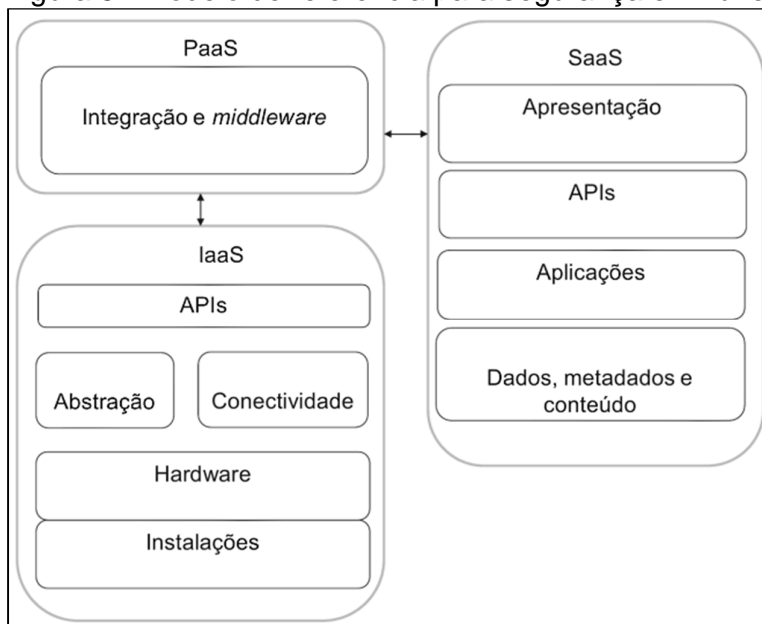 PaaS
Integração e middleware
IaaS
APIs
Abstração
Conectividade
Hardware
Instalações
SaaS
Apresentação
APIs
Aplicações
Dados, metadados e
conteúdo